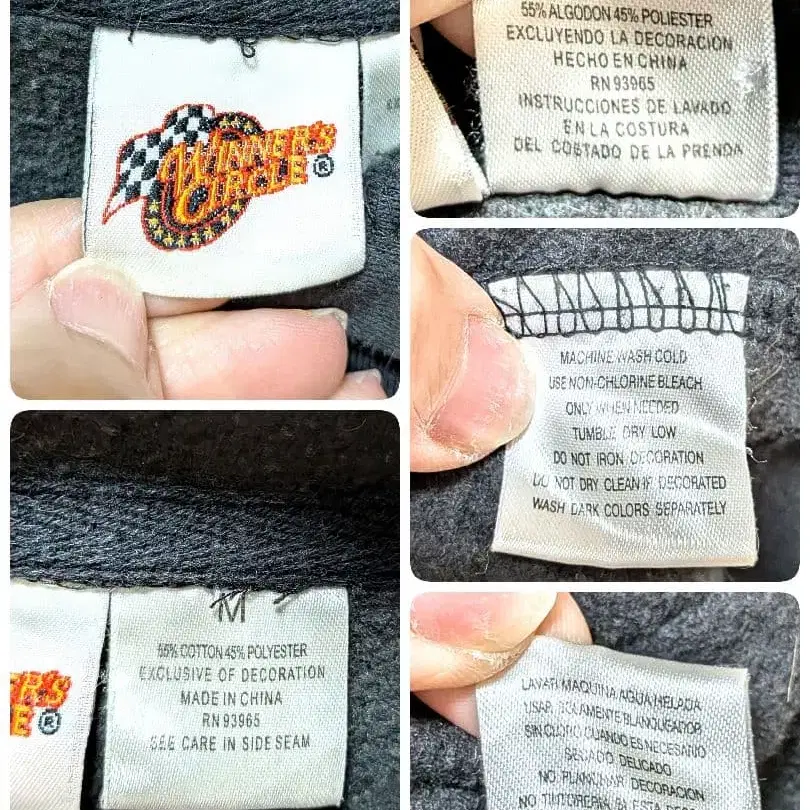 WINNER'S
CIRCLE®
55% ALGODON 45% POLIESTER
EXCLUYENDO LA DECORACION
HECHO EN CHINA
RN 93965
INSTRUCCIONES DE LAVADO
EN LA COSTURA
DEL COSTADO DE LA PRENDA
MACHINE WASH COLD
USE NON-CHLORINE BLEACH
ONLY WHEN NEEDED
TUMBLE DRY LOW
DO NOT IRON DECORATION
DO NOT DRY CLEAN IF DECORATED
WASH DARK COLORS SEPARATELY
R'S
E®
M
55% COTTON 45% POLYESTER
EXCLUSIVE OF DECORATION
MADE IN CHINA
RN 93965
SEE CARE IN SIDE SEAM
LAVAR MAQUINA AGUA HELADA
USAR SOLAMENTE BLANQUEADOR
SIN CLORO CUANDO ES NECESARIO
SECADO DELICADO
NO PLANCHAR DECORACION